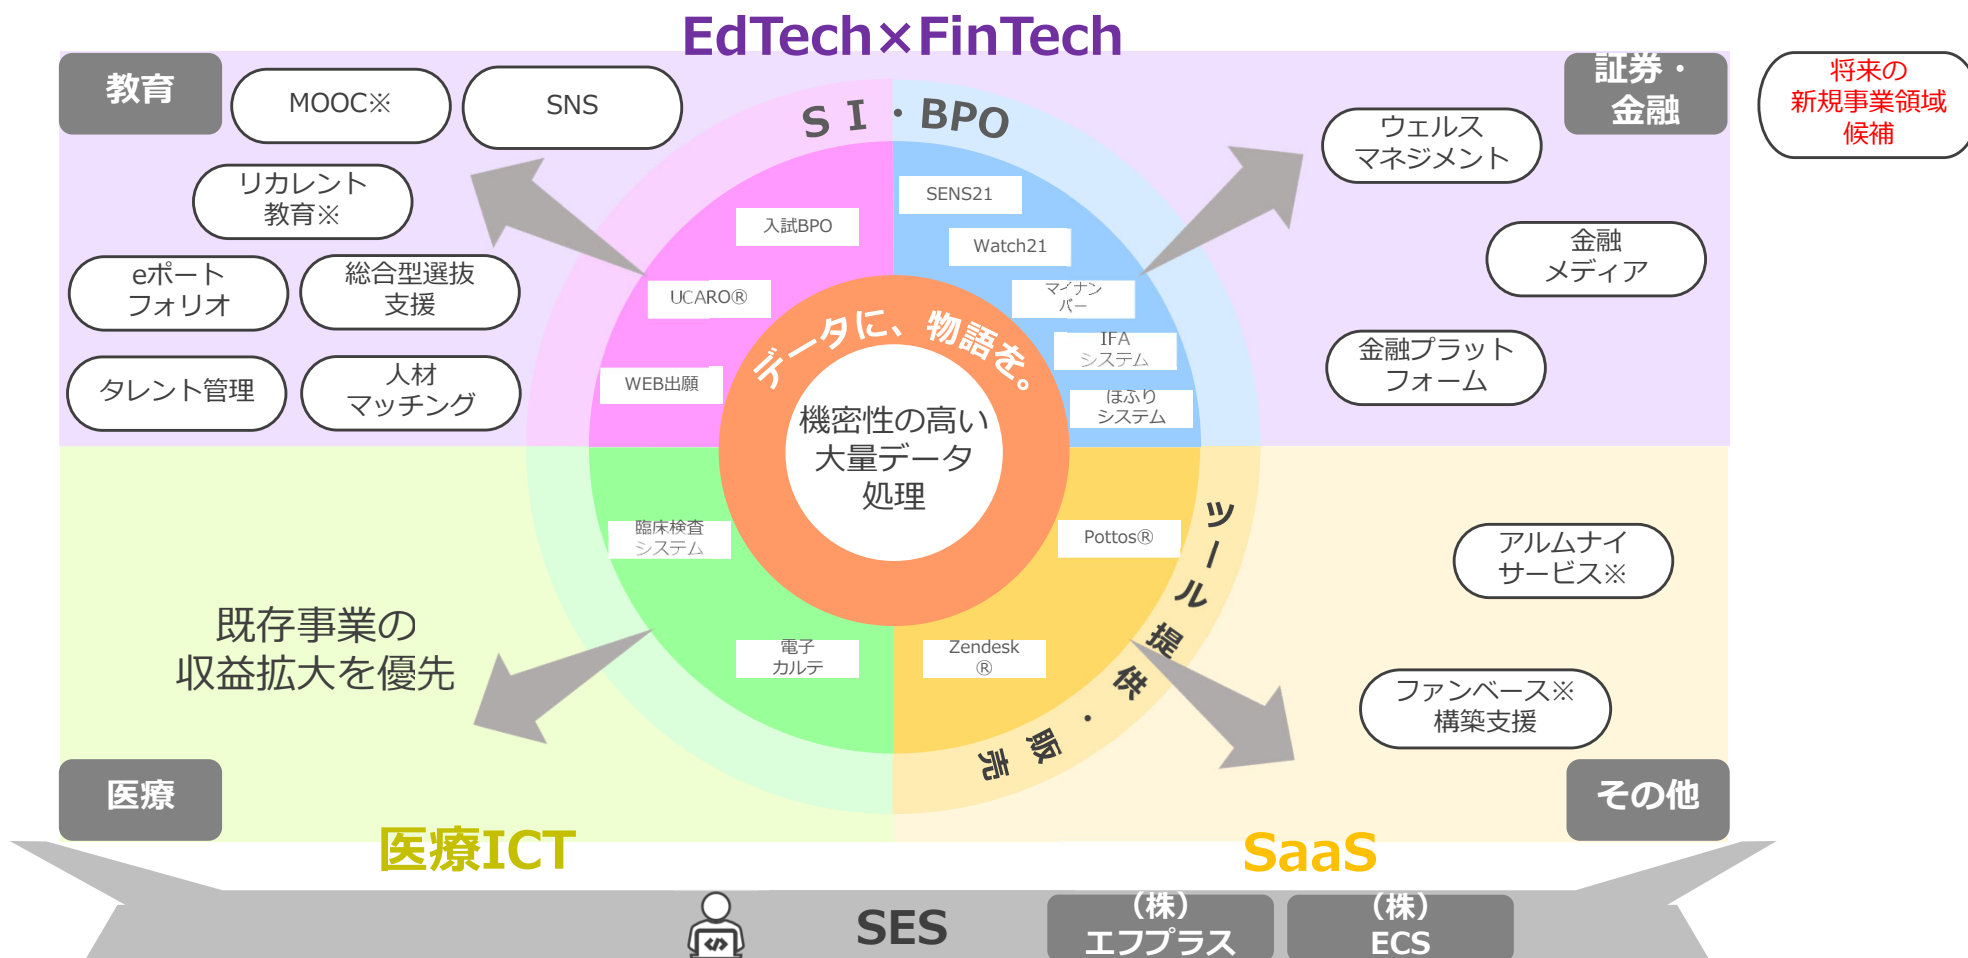 EdTech×FinTech
教育
MOOC※
SNS
リカレント
教育※
eポート
フォリオ
総合型選抜
支援
タレント管理
人材
マッチング
証券・
金融
将来の
新規事業領域
候補
ウェルス
マネジメント
金融
メディア
金融プラット
フォーム
ＳＩ・BPO
入試BPO
UCARO®
WEB出願
SENS21
Watch21
マイナン
バー
IFA
システム
ほふり
システム
データに、物語を。
機密性の高い
大量データ
処理
臨床検査
システム
電子
カルテ
Pottos®
Zendesk
®
ツール提供・販売
既存事業の
収益拡大を優先
アルムナイ
サービス※
ファンベース※
構築支援
医療
その他
医療ICT
SaaS
SES
（株）
エフプラス
（株）
ECS